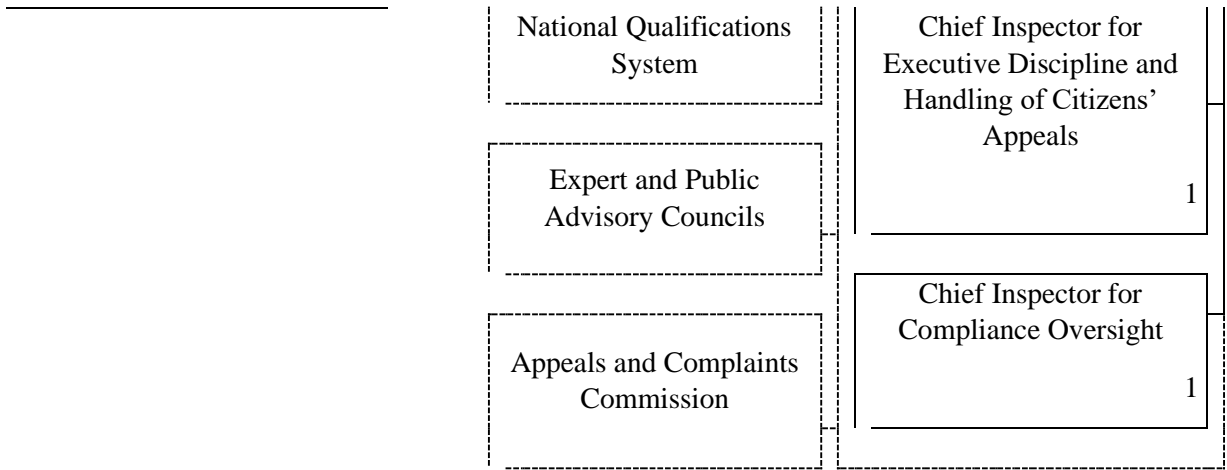 National Qualifications
System
Expert and Public
Advisory Councils
Appeals and Complaints
Commission
Chief Inspector for
Executive Discipline and
Handling of Citizens’
Appeals
1
Chief Inspector for
Compliance Oversight
1